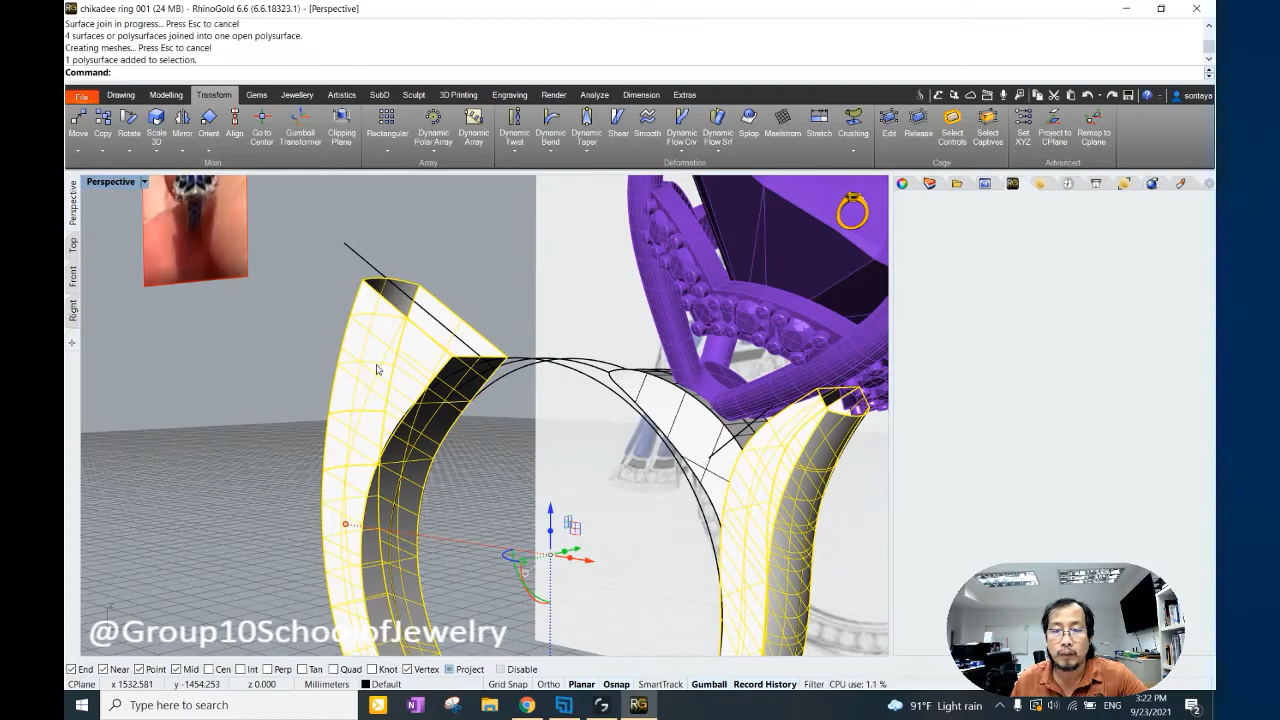 chikadee ring 001 (24 MB) - RhinoGold 6.6 (6.6.18323.1) - [Perspective]
Surface join in progress... Press Esc to cancel
4 surfaces or polysurfaces joined into one open polysurface.
Creating meshes... Press Esc to cancel
1 polysurface added to selection.
Command:
File Drawing Modelling Transform Gems Jewellery Artistics SubD Sculpt 3D Printing Engraving Render Analyze Dimension Extras sontaya
Move Copy Rotate Scale 3D Mirror Orient Align Go to Center Gumball Transformer Clipping Plane Rectangular Dynamic Polar Array Dynamic Array Dynamic Twist Dynamic Bend Dynamic Taper Shear Smooth Dynamic Flow Crv Dynamic Flow Srf Splop Maelstrom Stretch Crushing Edit Release Select Controls Select Captives Set XYZ Project to CPlane Remap to Cplane
Main Array Deformation Cage Advanced
Perspective
Perspective
Top
Front
Right
@Group10SchoolofJewelry
End Near Point Mid Cen Int Perp Tan Quad Knot Vertex Project Disable
CPlane x 1532.581 y -1454.253 z 0.000 Millimeters Default Grid Snap Ortho Planar Osnap SmartTrack Gumball Record History Filter CPU use: 1.1 %
Type here to search
91°F Light rain ENG 3:22 PM
9/23/2021